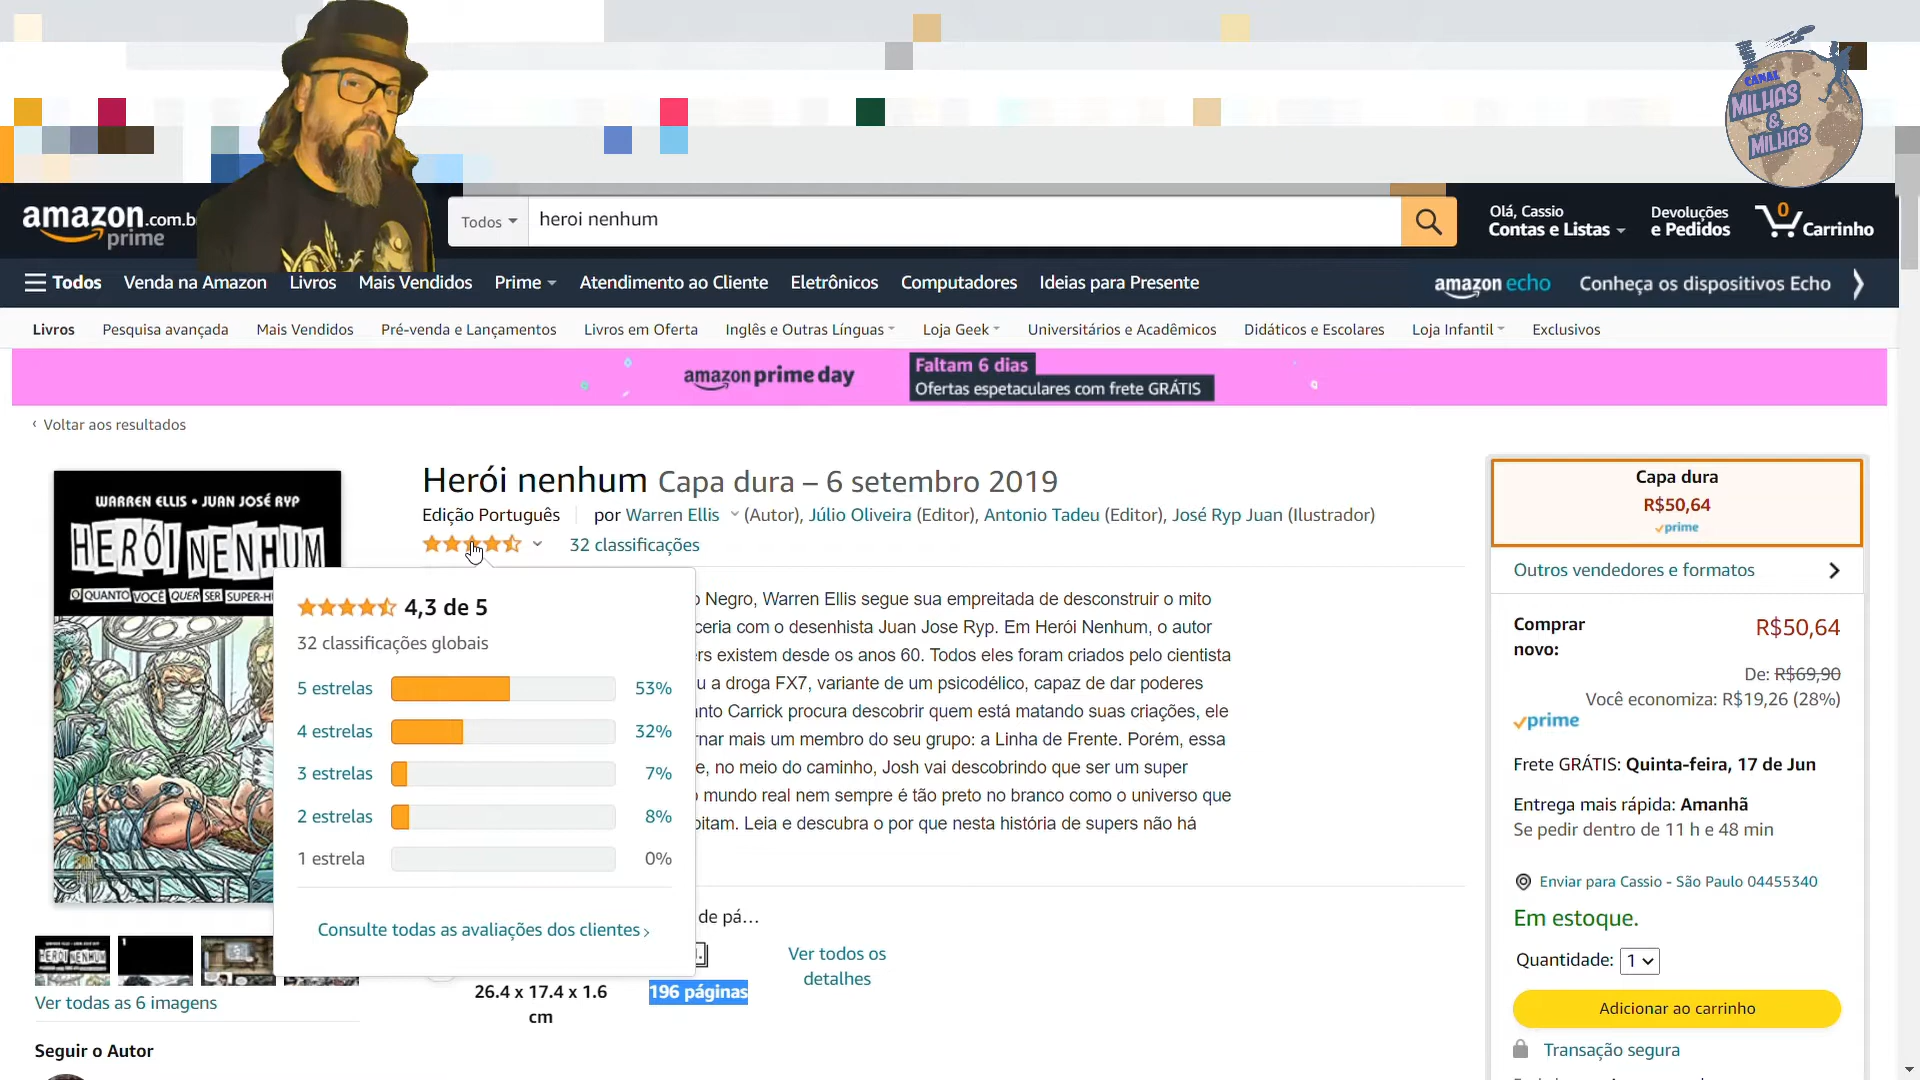 CANAL
MILHAS
&
MILHAS
amazon.com.b
prime
Todos
heroi nenhum
Olá, Cassio
Contas e Listas
Devoluções
e Pedidos
0
Carrinho
Todos
Venda na Amazon
Livros
Mais Vendidos
Prime
Atendimento ao Cliente
Eletrônicos
Computadores
Ideias para Presente
amazon echo
Conheça os dispositivos Echo
Livros
Pesquisa avançada
Mais Vendidos
Pré-venda e Lançamentos
Livros em Oferta
Inglês e Outras Línguas
Loja Geek
Universitários e Acadêmicos
Didáticos e Escolares
Loja Infantil
Exclusivos
amazon prime day
Faltam 6 dias
Ofertas espetaculares com frete GRÁTIS
‹ Voltar aos resultados
WARREN ELLIS • JUAN JOSÉ RYP
HERÓI NENHUM
O QUANTO VOCÊ QUER SER SUPER-H
Herói nenhum Capa dura – 6 setembro 2019
Edição Português
por Warren Ellis (Autor), Júlio Oliveira (Editor), Antonio Tadeu (Editor), José Ryp Juan (Ilustrador)
32 classificações
4,3 de 5
32 classificações globais
5 estrelas 53%
4 estrelas 32%
3 estrelas 7%
2 estrelas 8%
1 estrela 0%
Consulte todas as avaliações dos clientes ›
o Negro, Warren Ellis segue sua empreitada de desconstruir o mito
ceria com o desenhista Juan Jose Ryp. Em Herói Nenhum, o autor
rs existem desde os anos 60. Todos eles foram criados pelo cientista
u a droga FX7, variante de um psicodélico, capaz de dar poderes
nto Carrick procura descobrir quem está matando suas criações, ele
rnar mais um membro do seu grupo: a Linha de Frente. Porém, essa
e, no meio do caminho, Josh vai descobrindo que ser um super
o mundo real nem sempre é tão preto no branco como o universo que
bitam. Leia e descubra o por que nesta história de supers não há
de pá…
26.4 x 17.4 x 1.6
cm
196 páginas
Ver todos os
detalhes
Ver todas as 6 imagens
Seguir o Autor
Capa dura
R$50,64
prime
Outros vendedores e formatos
Comprar
novo:
R$50,64
De: R$69,90
Você economiza: R$19,26 (28%)
prime
Frete GRÁTIS: Quinta-feira, 17 de Jun
Entrega mais rápida: Amanhã
Se pedir dentro de 11 h e 48 min
Enviar para Cassio - São Paulo 04455340
Em estoque.
Quantidade: 1
Adicionar ao carrinho
Transação segura